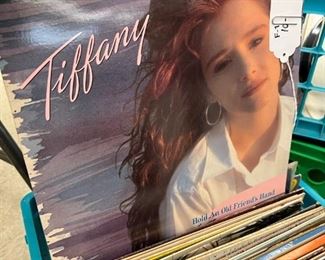 Tiffany
Hold An Old Friend's Hand